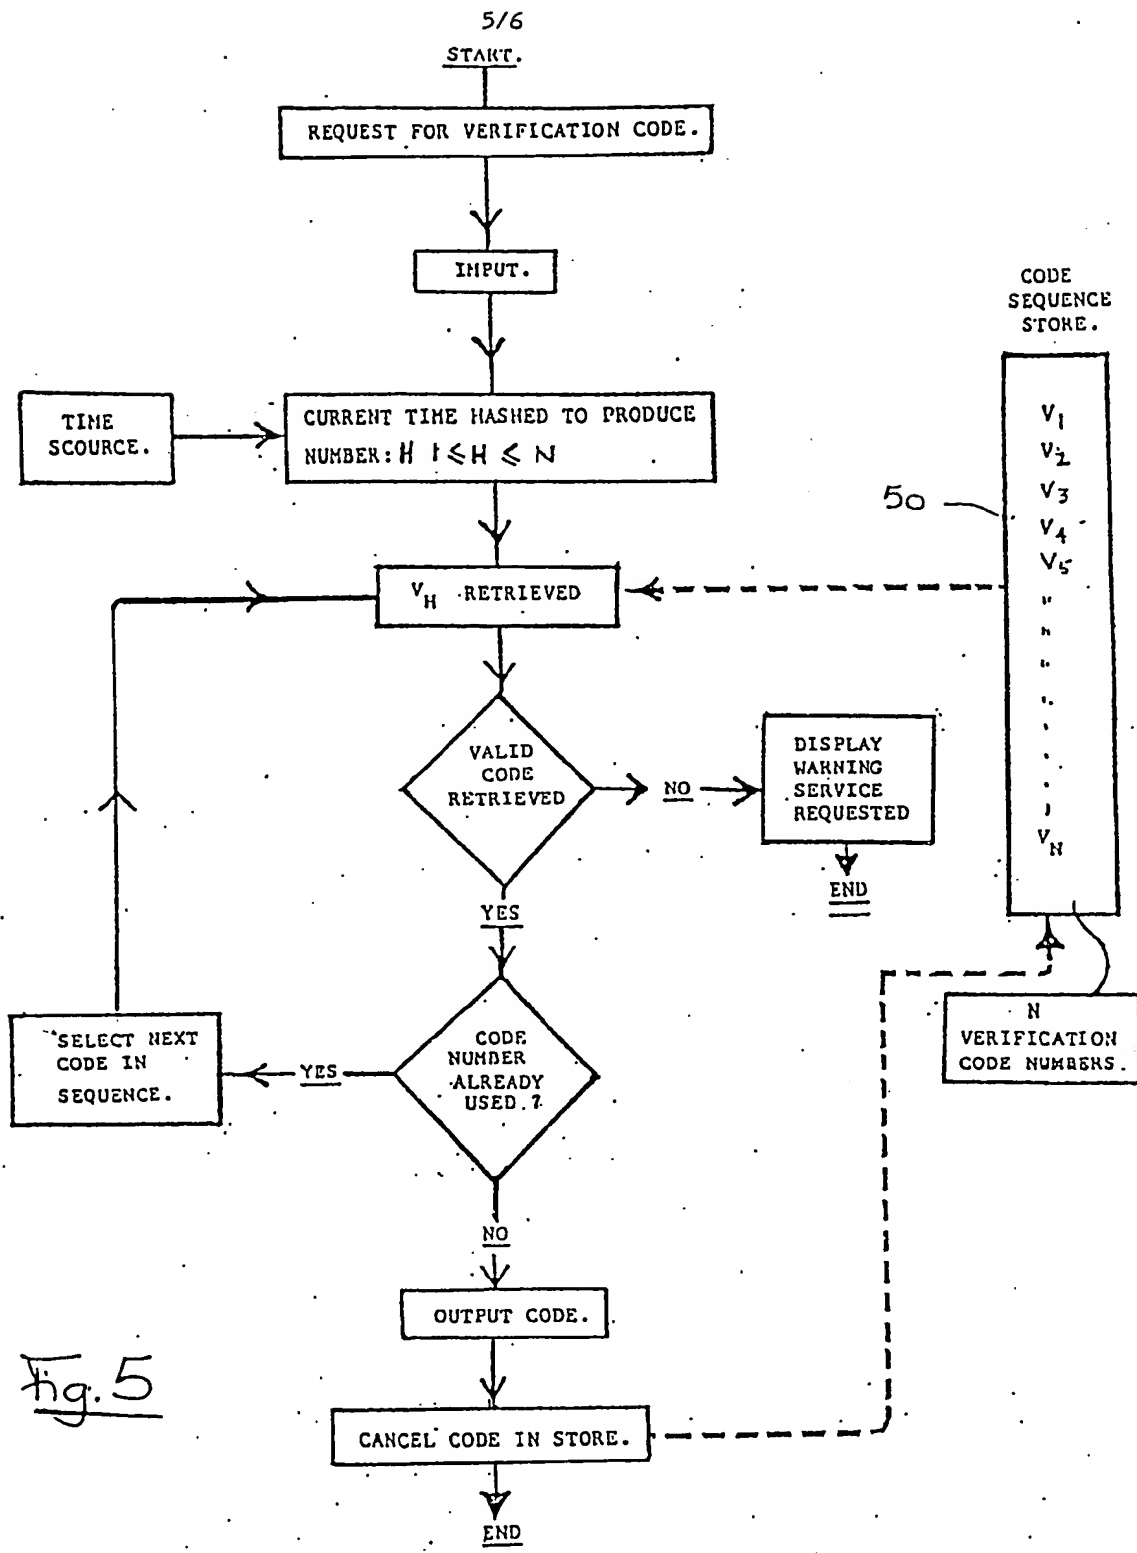 5/6
START.
REQUEST FOR VERIFICATION CODE.
INPUT.
TIME
SCOURCE.
CURRENT TIME HASHED TO PRODUCE
NUMBER: H 1 ≤ H ≤ N
CODE
SEQUENCE
STORE.
V1
V2
V3
V4
V5
VN
50
VH RETRIEVED
VALID
CODE
RETRIEVED
NO
DISPLAY
WARNING
SERVICE
REQUESTED
END
YES
N
VERIFICATION
CODE NUMBERS.
CODE
NUMBER
ALREADY
USED.?
YES
SELECT NEXT
CODE IN
SEQUENCE.
NO
OUTPUT CODE.
CANCEL CODE IN STORE.
END
Fig. 5